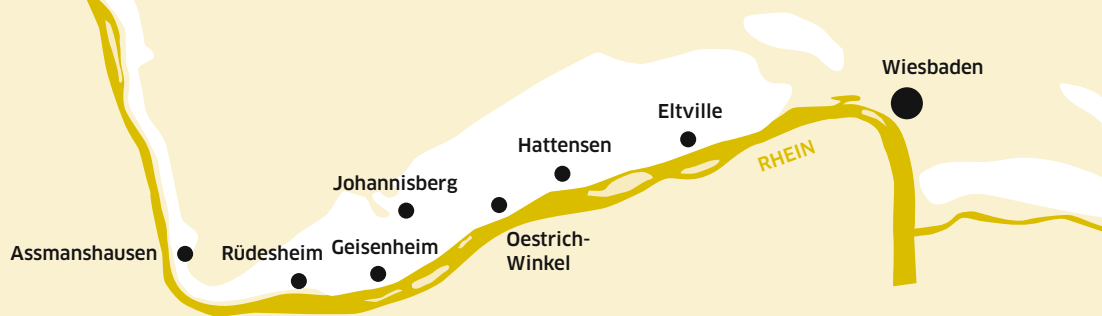 Wiesbaden
Eltville
RHEIN
Hattensen
Johannisberg
Oestrich-
Winkel
Geisenheim
Rüdesheim
Assmanshausen